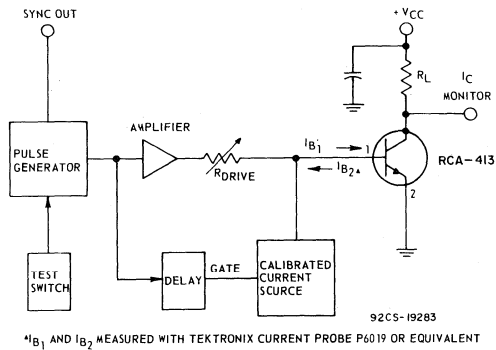 SYNC OUT
+ VCC
RL
IC
MONITOR
AMPLIFIER
PULSE
GENERATOR
RDRIVE
IB1
1
IB2▲
RCA-413
2
TEST
SWITCH
DELAY
GATE
CALIBRATED
CURRENT
SCURCE
92CS-19283
▲IB1 AND IB2 MEASURED WITH TEKTRONIX CURRENT PROBE P6019 OR EQUIVALENT